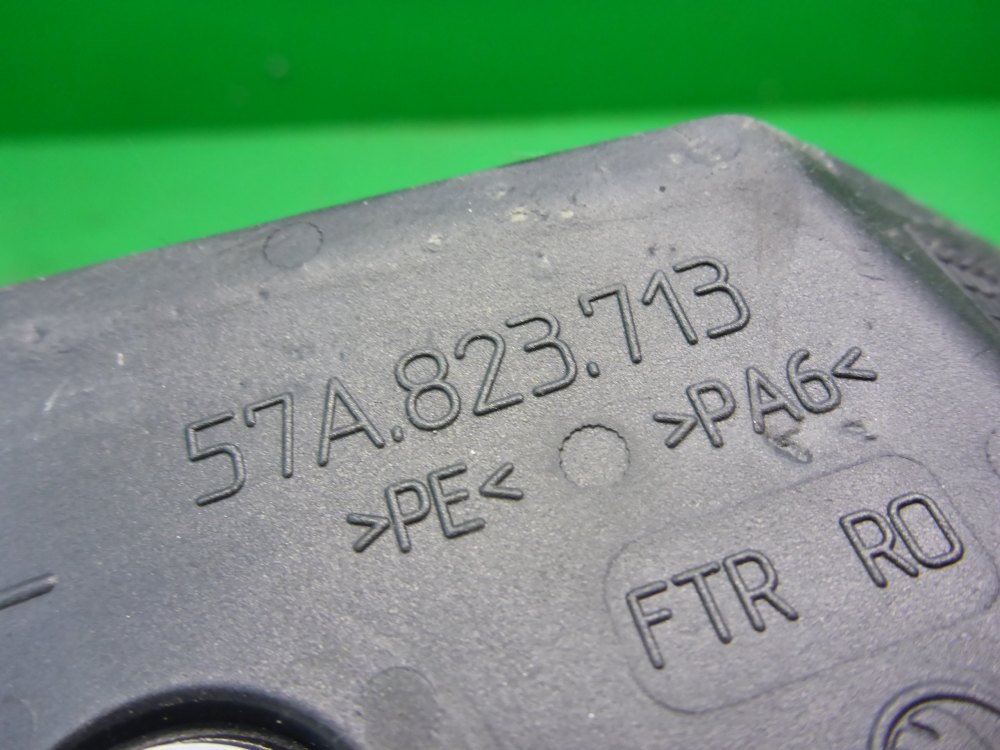 57A.823.713
>PE< >PA6<
FTR RO